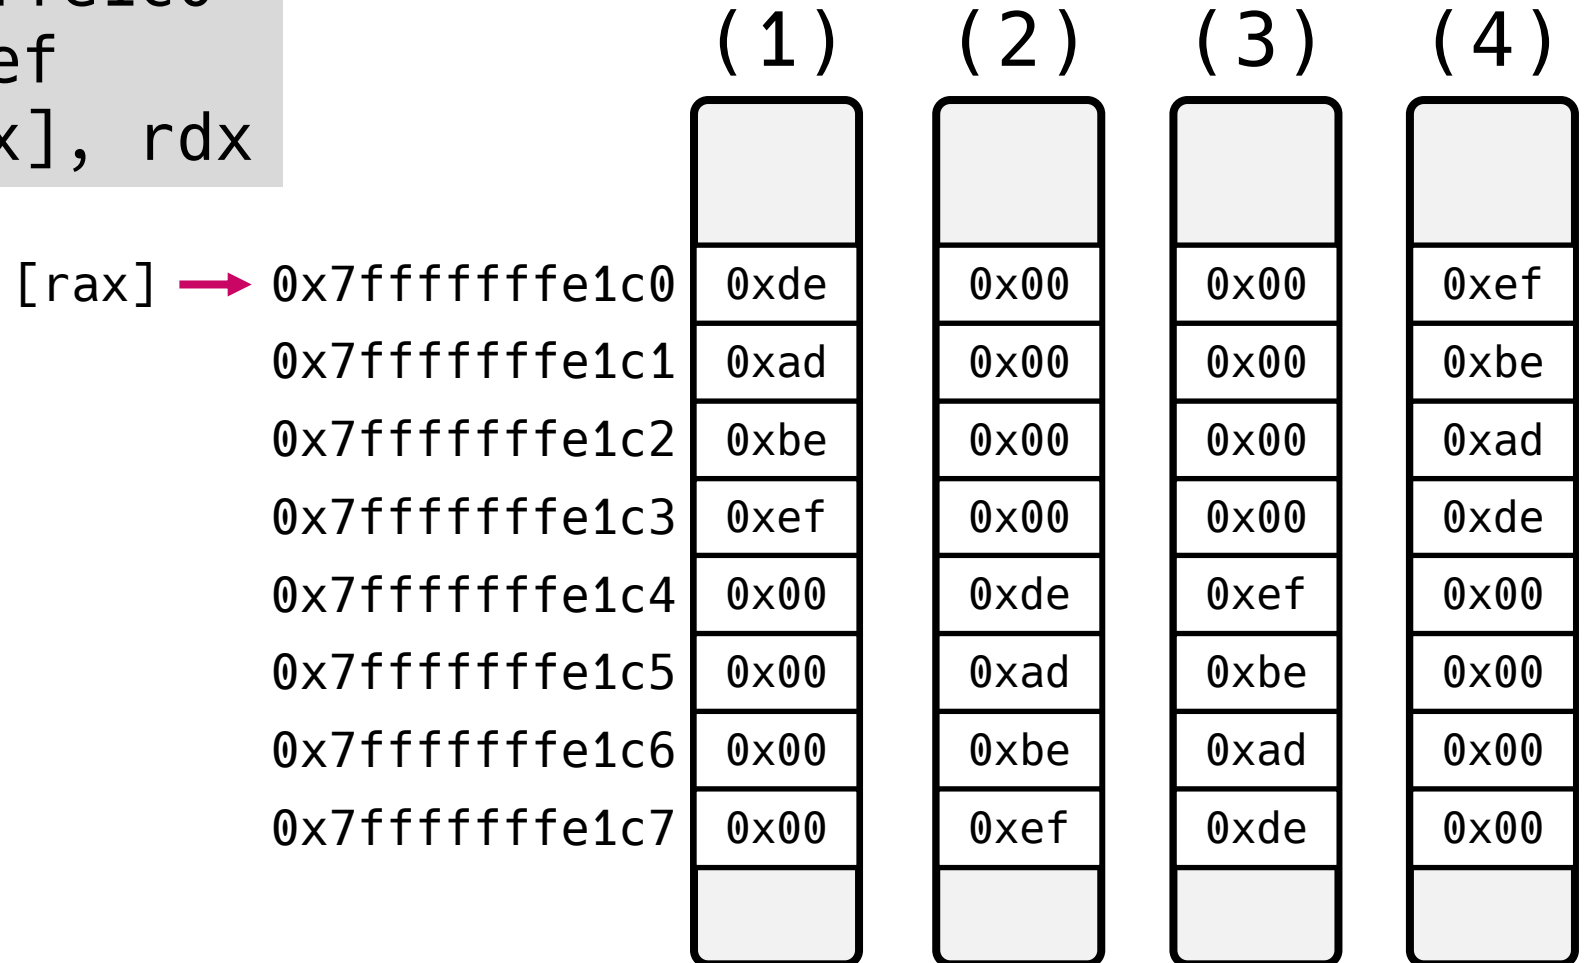 ffe1c0
ef
x], rdx
(1) (2) (3) (4)
[rax] 0x7fffffffe1c0 0xde 0x00 0x00 0xef
0x7fffffffe1c1 0xad 0x00 0x00 0xbe
0x7fffffffe1c2 0xbe 0x00 0x00 0xad
0x7fffffffe1c3 0xef 0x00 0x00 0xde
0x7fffffffe1c4 0x00 0xde 0xef 0x00
0x7fffffffe1c5 0x00 0xad 0xbe 0x00
0x7fffffffe1c6 0x00 0xbe 0xad 0x00
0x7fffffffe1c7 0x00 0xef 0xde 0x00